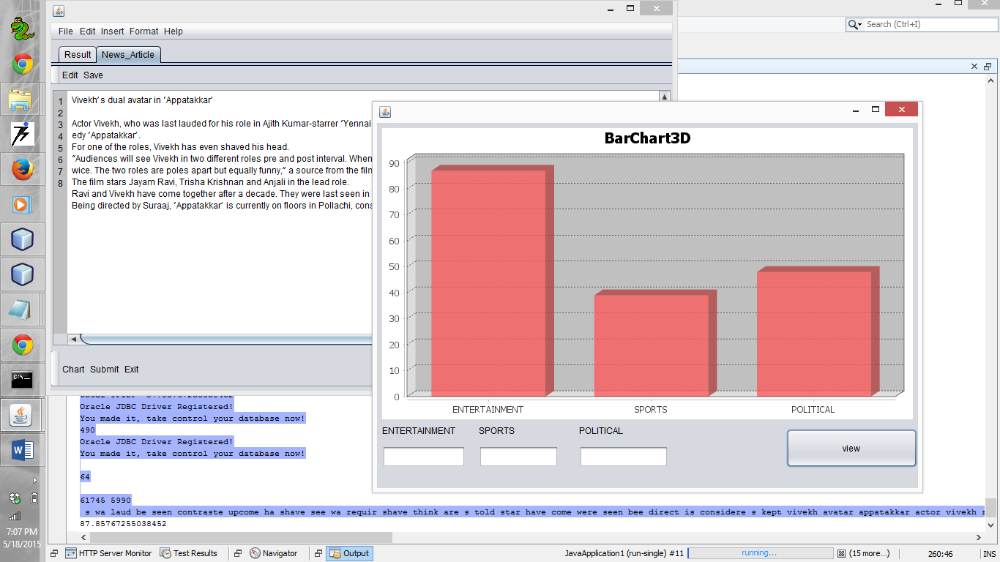 Search (Ctrl+I)
File Edit Insert Format Help
Result News_Article
Edit Save
1 Vivekh's dual avatar in 'Appatakkar'
2
3 Actor Vivekh, who was last lauded for his role in Ajith Kumar-starrer 'Yennai
4 edy 'Appatakkar'.
5 For one of the roles, Vivekh has even shaved his head.
6 "Audiences will see Vivekh in two different roles pre and post interval. When
7 wice. The two roles are poles apart but equally funny," a source from the film
8 The film stars Jayam Ravi, Trisha Krishnan and Anjali in the lead role.
Ravi and Vivekh have come together after a decade. They were last seen in
Being directed by Suraaj, 'Appatakkar' is currently on floors in Pollachi, cons
Chart Submit Exit
BarChart3D
90
80
70
60
50
40
30
20
10
0
ENTERTAINMENT SPORTS POLITICAL
ENTERTAINMENT SPORTS POLITICAL
view
Oracle JDBC Driver Registered!
You made it, take control your database now!
490
Oracle JDBC Driver Registered!
You made it, take control your database now!
64
61745 5990
s wa laud be seen contraste upcome ha shave see wa requir shave think are s told star have come were seen bee direct is considere s kept vivekh avatar appatakkar actor vivekh
87.85767255038452
C:\.
7:07 PM
5/18/2015
HTTP Server Monitor Test Results Navigator Output JavaApplication1 (run-single) #11 running... (15 more...) 260:46 INS